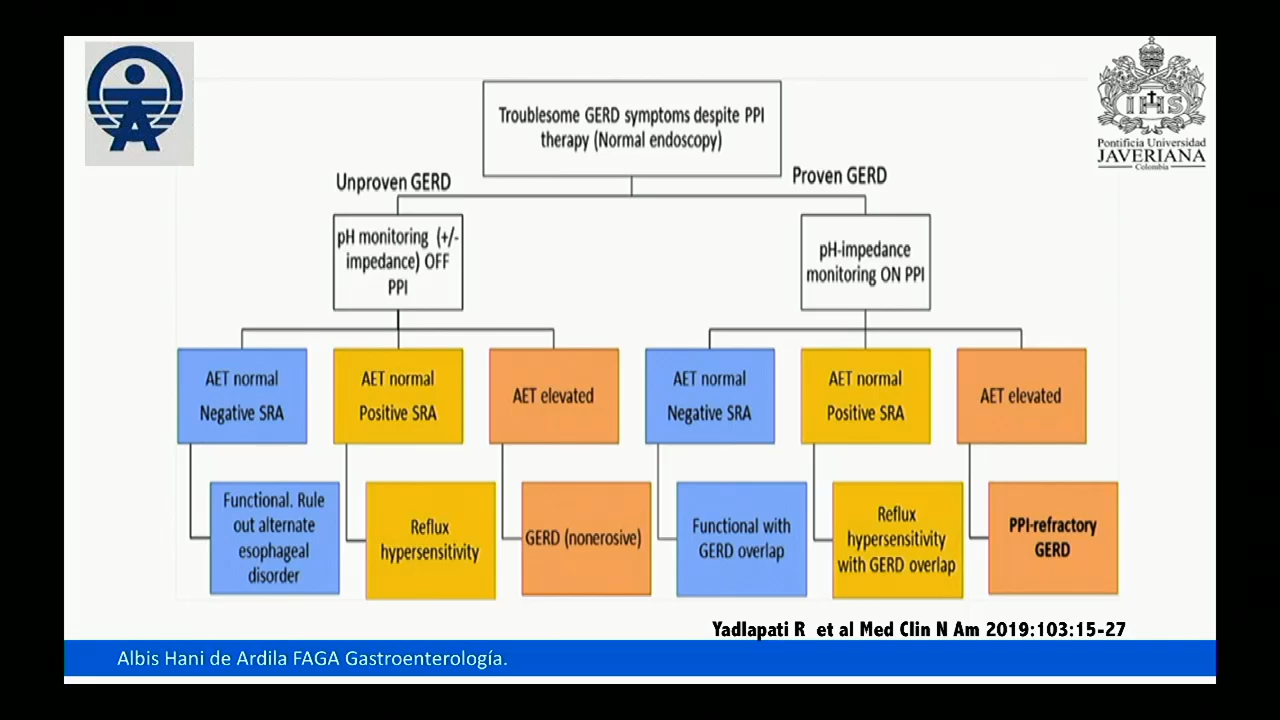 Troublesome GERD symptoms despite PPI
therapy (Normal endoscopy)
IHS
Pontificia Universidad
JAVERIANA
Colombia
Unproven GERD
Proven GERD
pH monitoring (+/-
impedance) OFF
PPI
pH-impedance
monitoring ON PPI
AET normal
Negative SRA
AET normal
Positive SRA
AET elevated
AET normal
Negative SRA
AET normal
Positive SRA
AET elevated
Functional. Rule
out alternate
esophageal
disorder
Reflux
hypersensitivity
GERD (nonerosive)
Functional with
GERD overlap
Reflux
hypersensitivity
with GERD overlap
PPI-refractory
GERD
Yadlapati R et al Med Clin N Am 2019:103:15-27
Albis Hani de Ardila FAGA Gastroenterología.